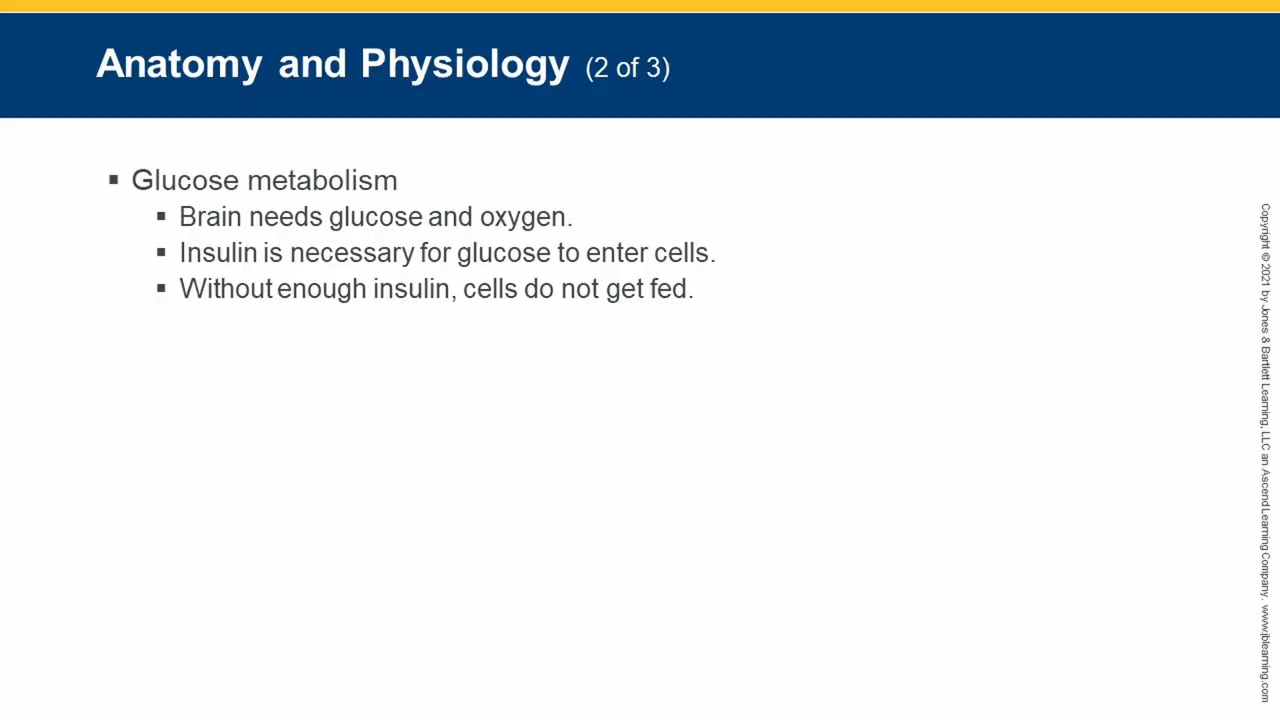 Anatomy and Physiology (2 of 3)
▪ Glucose metabolism
▪ Brain needs glucose and oxygen.
▪ Insulin is necessary for glucose to enter cells.
▪ Without enough insulin, cells do not get fed.
Copyright © 2021 by Jones & Bartlett Learning, LLC an Ascend Learning Company. www.jblearning.com